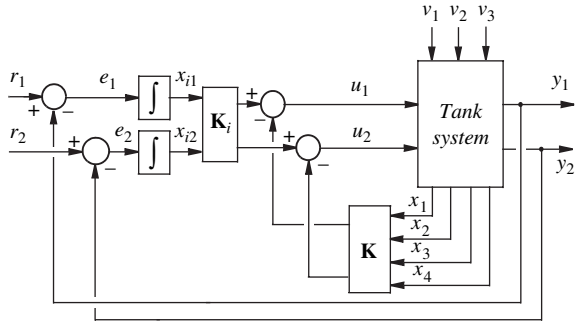 v1 v2 v3
r1 + − e1 ∫ xi1 Ki + − u1 Tank system y1
r2 + − e2 ∫ xi2 + − u2 y2
K x1
x2
x3
x4